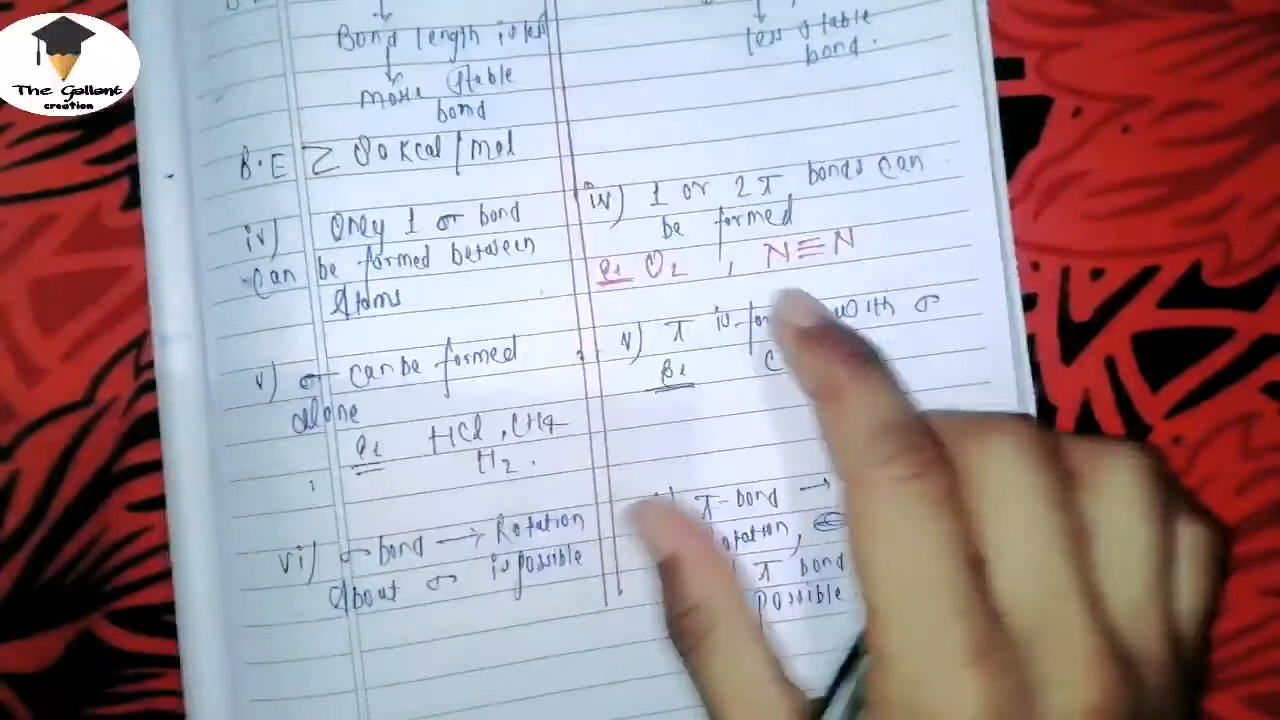 The Gallant
creation
Bond length is less
more stable
bond
B.E ≥ 80 Kcal/mol
iv) Only 1 σ bond
can be formed between
Atoms
v) σ can be formed
alone
eg HCl, CH4
H2.
vi) σ bond → Rotation
About σ is possible
less stable
bond.
iv) 1 or 2 π bonds can
be formed
eg O2 , N≡N
v) π is with σ
eg C
π-bond →
π bond
possible